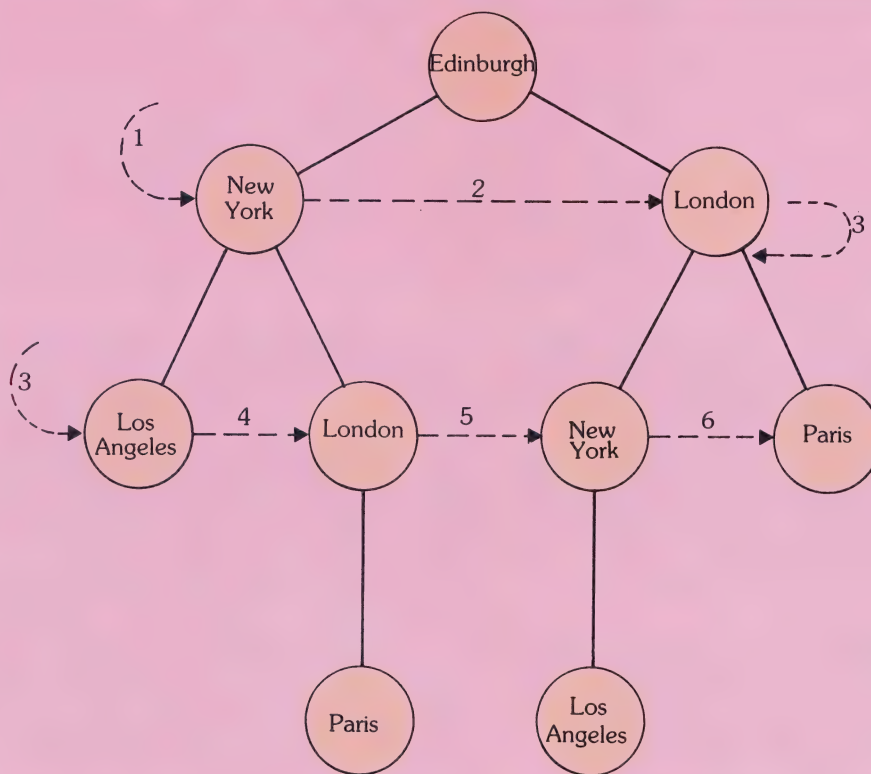 Edinburgh
1
New
York
2
London
3
3
Los
Angeles
4
London
5
New
York
6
Paris
Paris
Los
Angeles